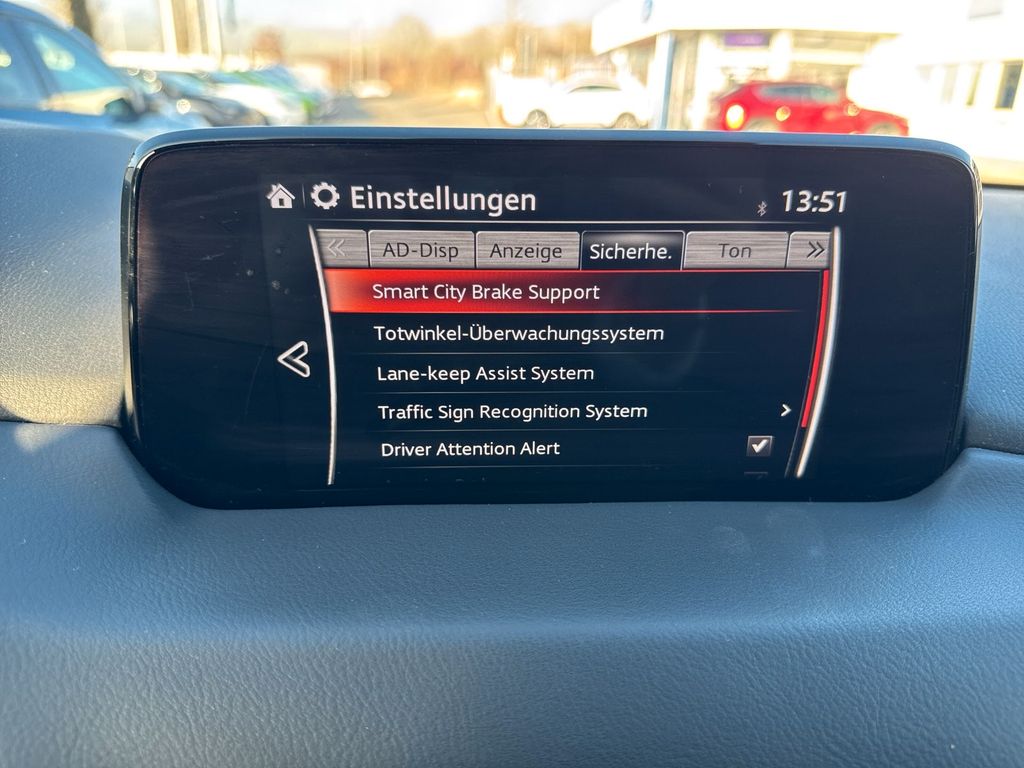 Einstellungen 13:51
AD-Disp Anzeige Sicherhe. Ton
Smart City Brake Support
Totwinkel-Überwachungssystem
Lane-keep Assist System
Traffic Sign Recognition System
Driver Attention Alert